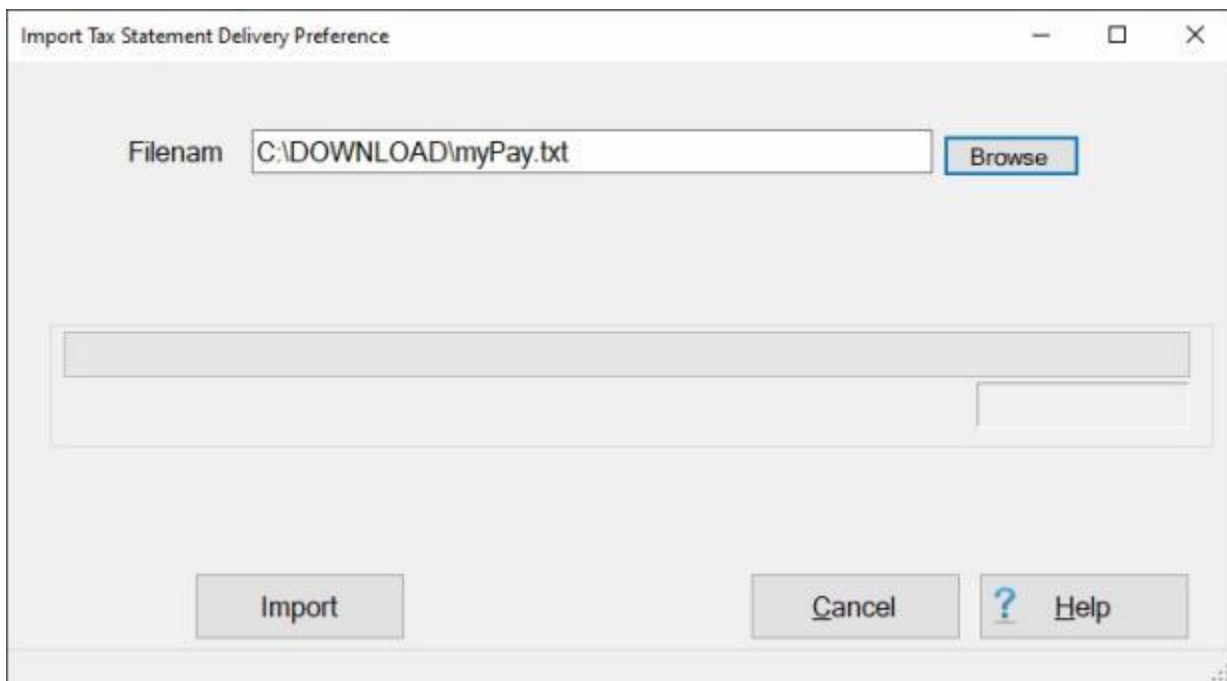 Import Tax Statement Delivery Preference
Filenam C:\DOWNLOAD\myPay.txt Browse
Import Cancel ? Help